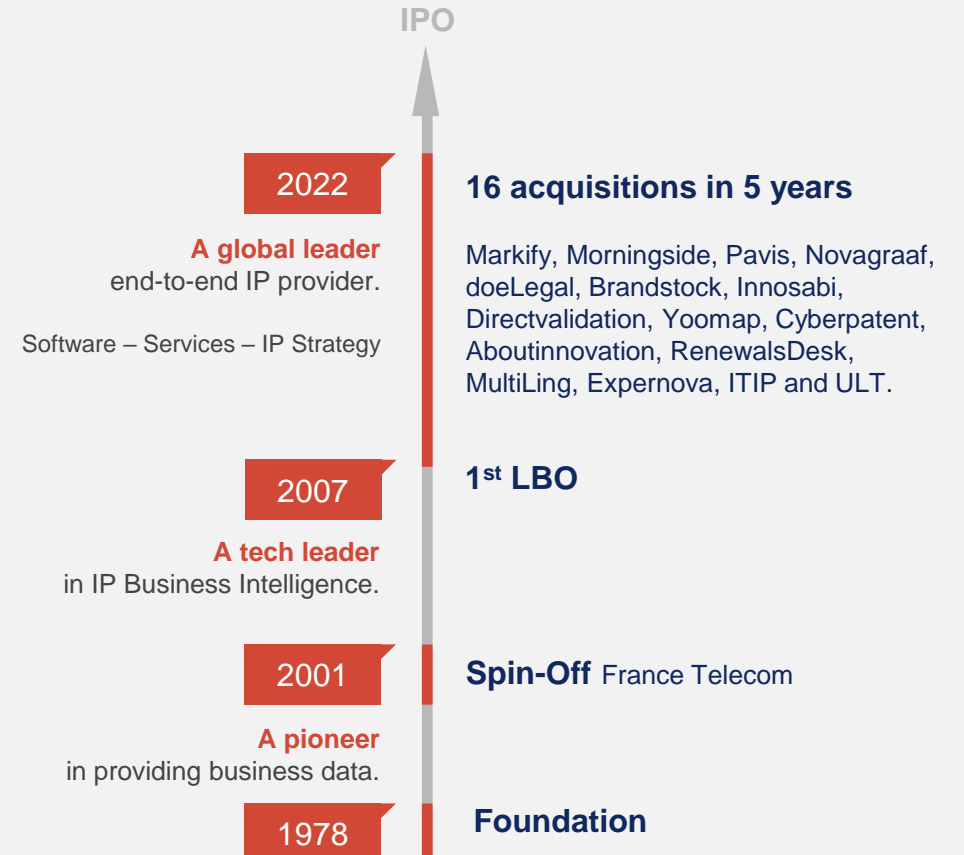 IPO
2022
16 acquisitions in 5 years
A global leader
end-to-end IP provider.
Software – Services – IP Strategy
Markify, Morningside, Pavis, Novagraaf,
doeLegal, Brandstock, Innosabi,
Directvalidation, Yoomap, Cyberpatent,
Aboutinnovation, RenewalsDesk,
MultiLing, Expernova, ITIP and ULT.
2007
1st LBO
A tech leader
in IP Business Intelligence.
2001
Spin-Off France Telecom
A pioneer
in providing business data.
1978
Foundation